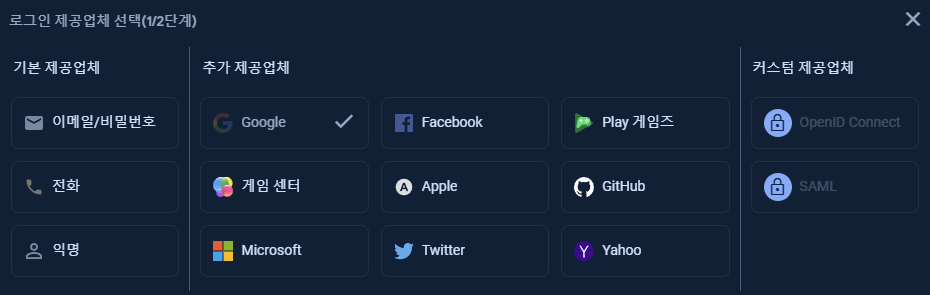 로그인 제공업체 선택(1/2단계)
기본 제공업체
이메일/비밀번호
전화
익명
추가 제공업체
Google
Facebook
Play 게임즈
게임 센터
Apple
GitHub
Microsoft
Twitter
Yahoo
커스텀 제공업체
OpenID Connect
SAML